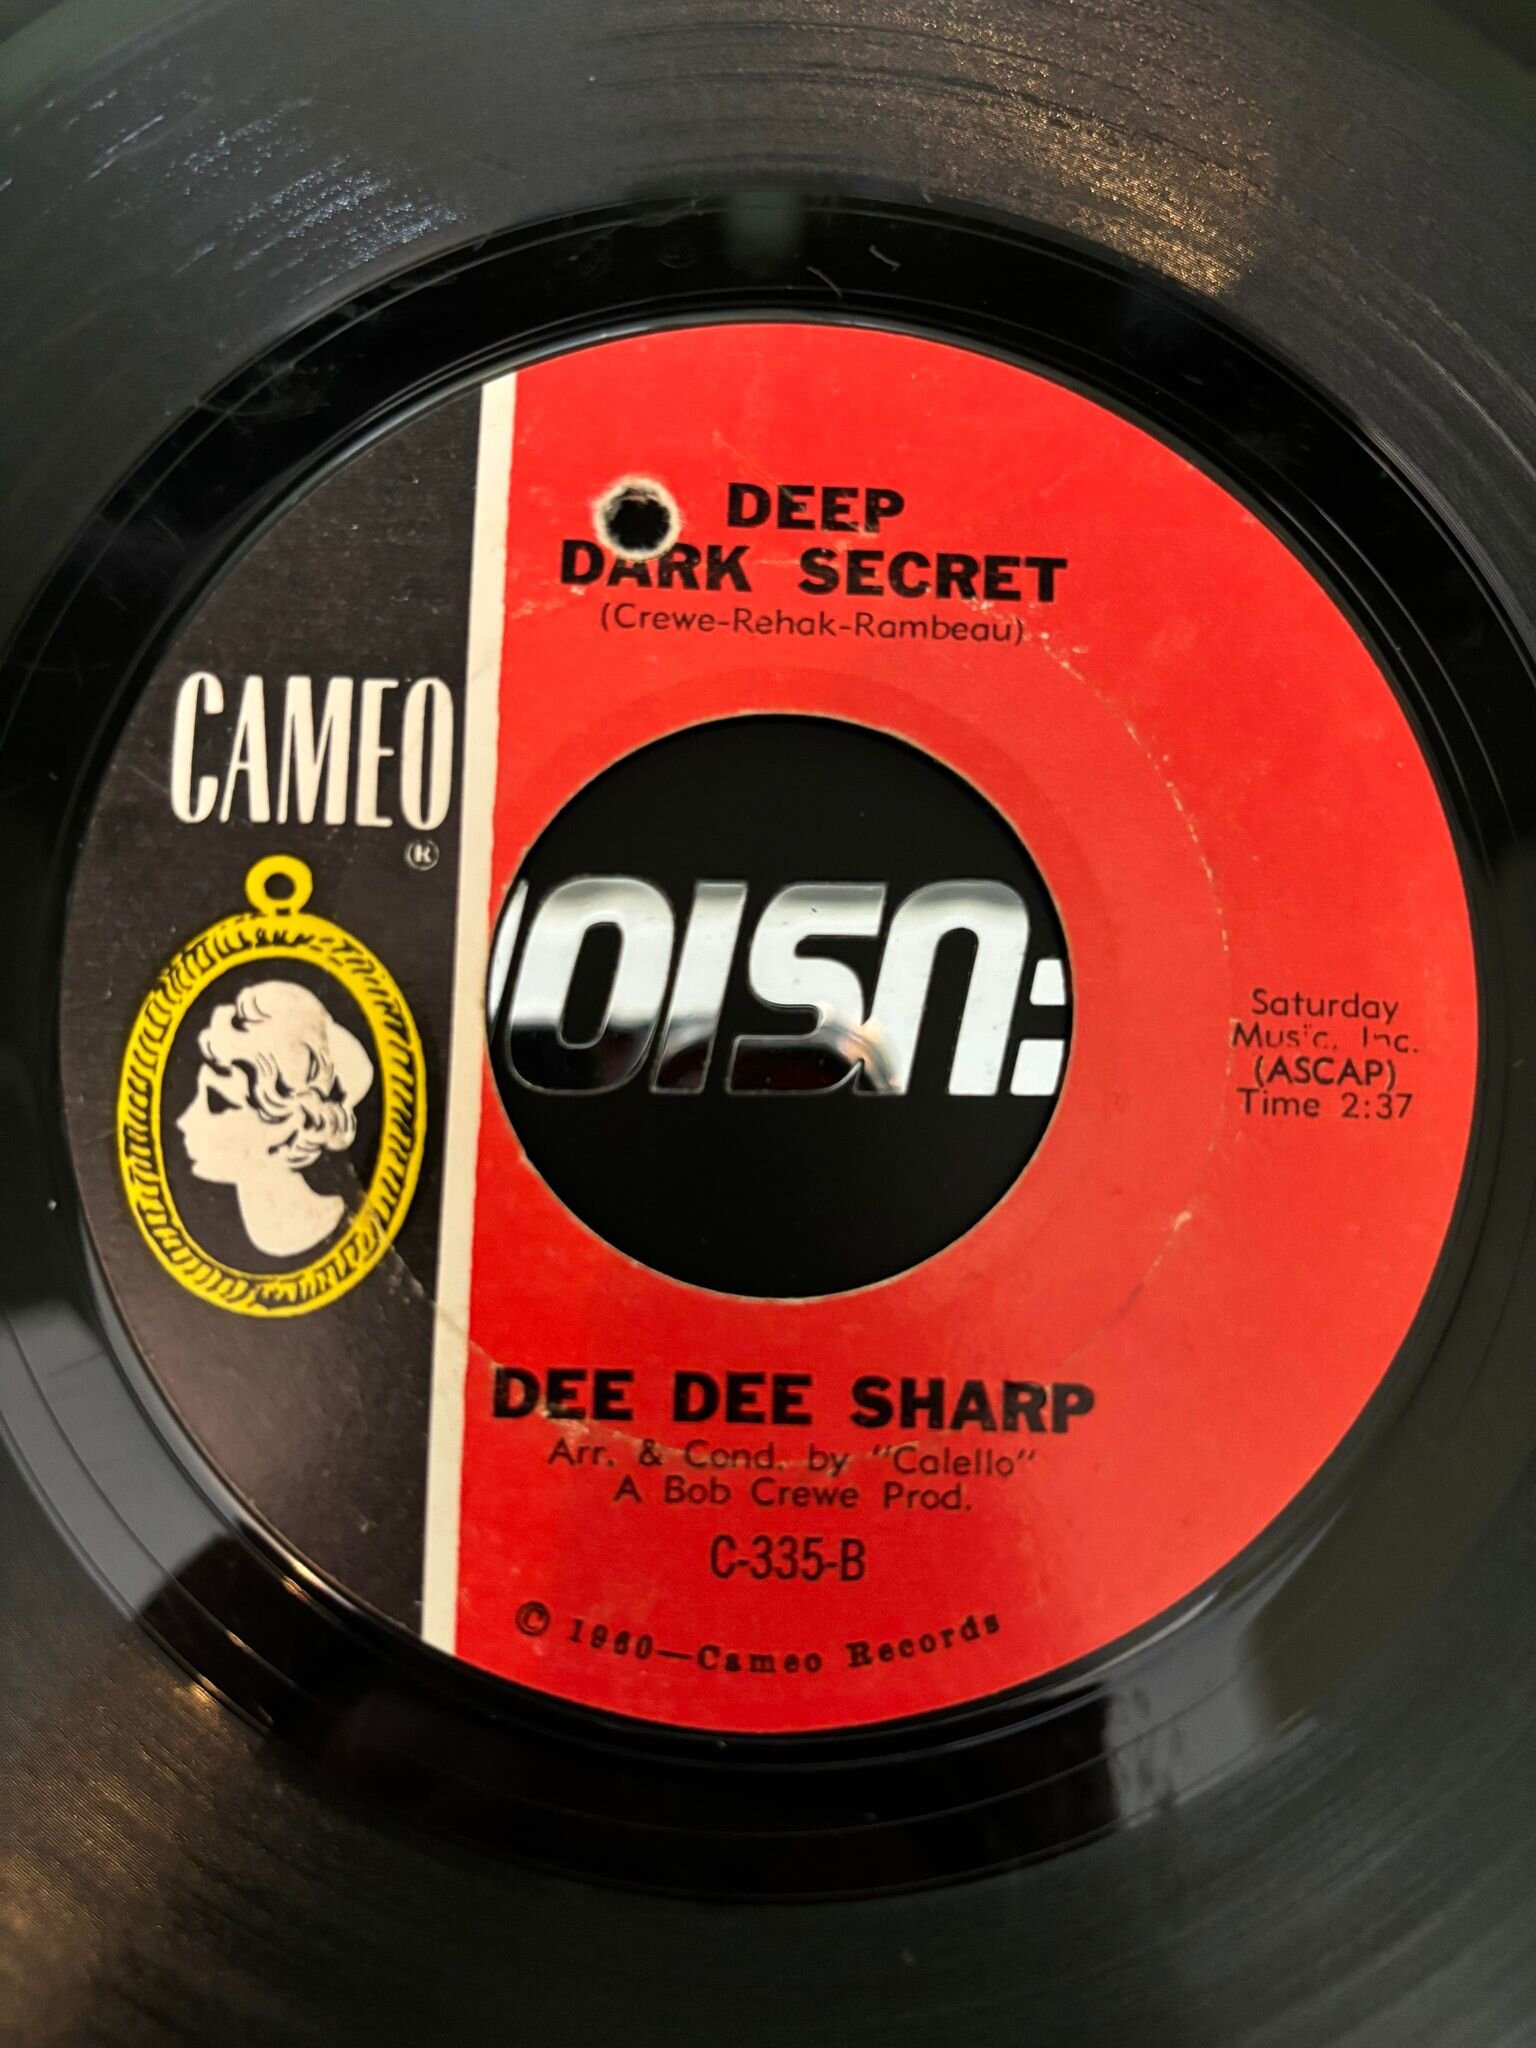 DEEP
DARK SECRET
(Crewe-Rehak-Rambeau)
CAMEO
®
Saturday
Music, Inc.
(ASCAP)
Time 2:37
DEE DEE SHARP
Arr. & Cond. by "Calello"
A Bob Crewe Prod.
C-335-B
© 1960—Cameo Records